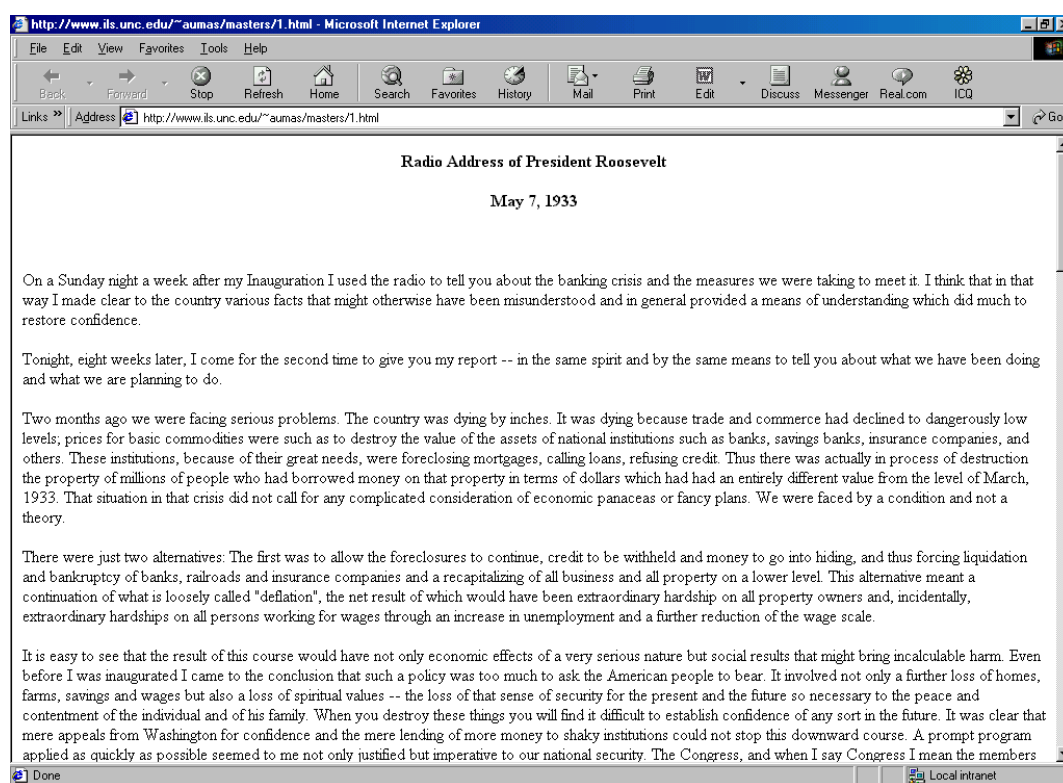 http://www.ils.unc.edu/~aumas/masters/1.html - Microsoft Internet Explorer
File Edit View Favorites Tools Help
Back Forward Stop Refresh Home Search Favorites History Mail Print Edit Discuss Messenger Real.com ICQ
Links » Address http://www.ils.unc.edu/~aumas/masters/1.html Go
Radio Address of President Roosevelt
May 7, 1933
On a Sunday night a week after my Inauguration I used the radio to tell you about the banking crisis and the measures we were taking to meet it. I think that in that
way I made clear to the country various facts that might otherwise have been misunderstood and in general provided a means of understanding which did much to
restore confidence.
Tonight, eight weeks later, I come for the second time to give you my report -- in the same spirit and by the same means to tell you about what we have been doing
and what we are planning to do.
Two months ago we were facing serious problems. The country was dying by inches. It was dying because trade and commerce had declined to dangerously low
levels; prices for basic commodities were such as to destroy the value of the assets of national institutions such as banks, savings banks, insurance companies, and
others. These institutions, because of their great needs, were foreclosing mortgages, calling loans, refusing credit. Thus there was actually in process of destruction
the property of millions of people who had borrowed money on that property in terms of dollars which had had an entirely different value from the level of March,
1933. That situation in that crisis did not call for any complicated consideration of economic panaceas or fancy plans. We were faced by a condition and not a
theory.
There were just two alternatives: The first was to allow the foreclosures to continue, credit to be withheld and money to go into hiding, and thus forcing liquidation
and bankruptcy of banks, railroads and insurance companies and a recapitalizing of all business and all property on a lower level. This alternative meant a
continuation of what is loosely called "deflation", the net result of which would have been extraordinary hardship on all property owners and, incidentally,
extraordinary hardships on all persons working for wages through an increase in unemployment and a further reduction of the wage scale.
It is easy to see that the result of this course would have not only economic effects of a very serious nature but social results that might bring incalculable harm. Even
before I was inaugurated I came to the conclusion that such a policy was too much to ask the American people to bear. It involved not only a further loss of homes,
farms, savings and wages but also a loss of spiritual values -- the loss of that sense of security for the present and the future so necessary to the peace and
contentment of the individual and of his family. When you destroy these things you will find it difficult to establish confidence of any sort in the future. It was clear that
mere appeals from Washington for confidence and the mere lending of more money to shaky institutions could not stop this downward course. A prompt program
applied as quickly as possible seemed to me not only justified but imperative to our national security. The Congress, and when I say Congress I mean the members
Done Local intranet